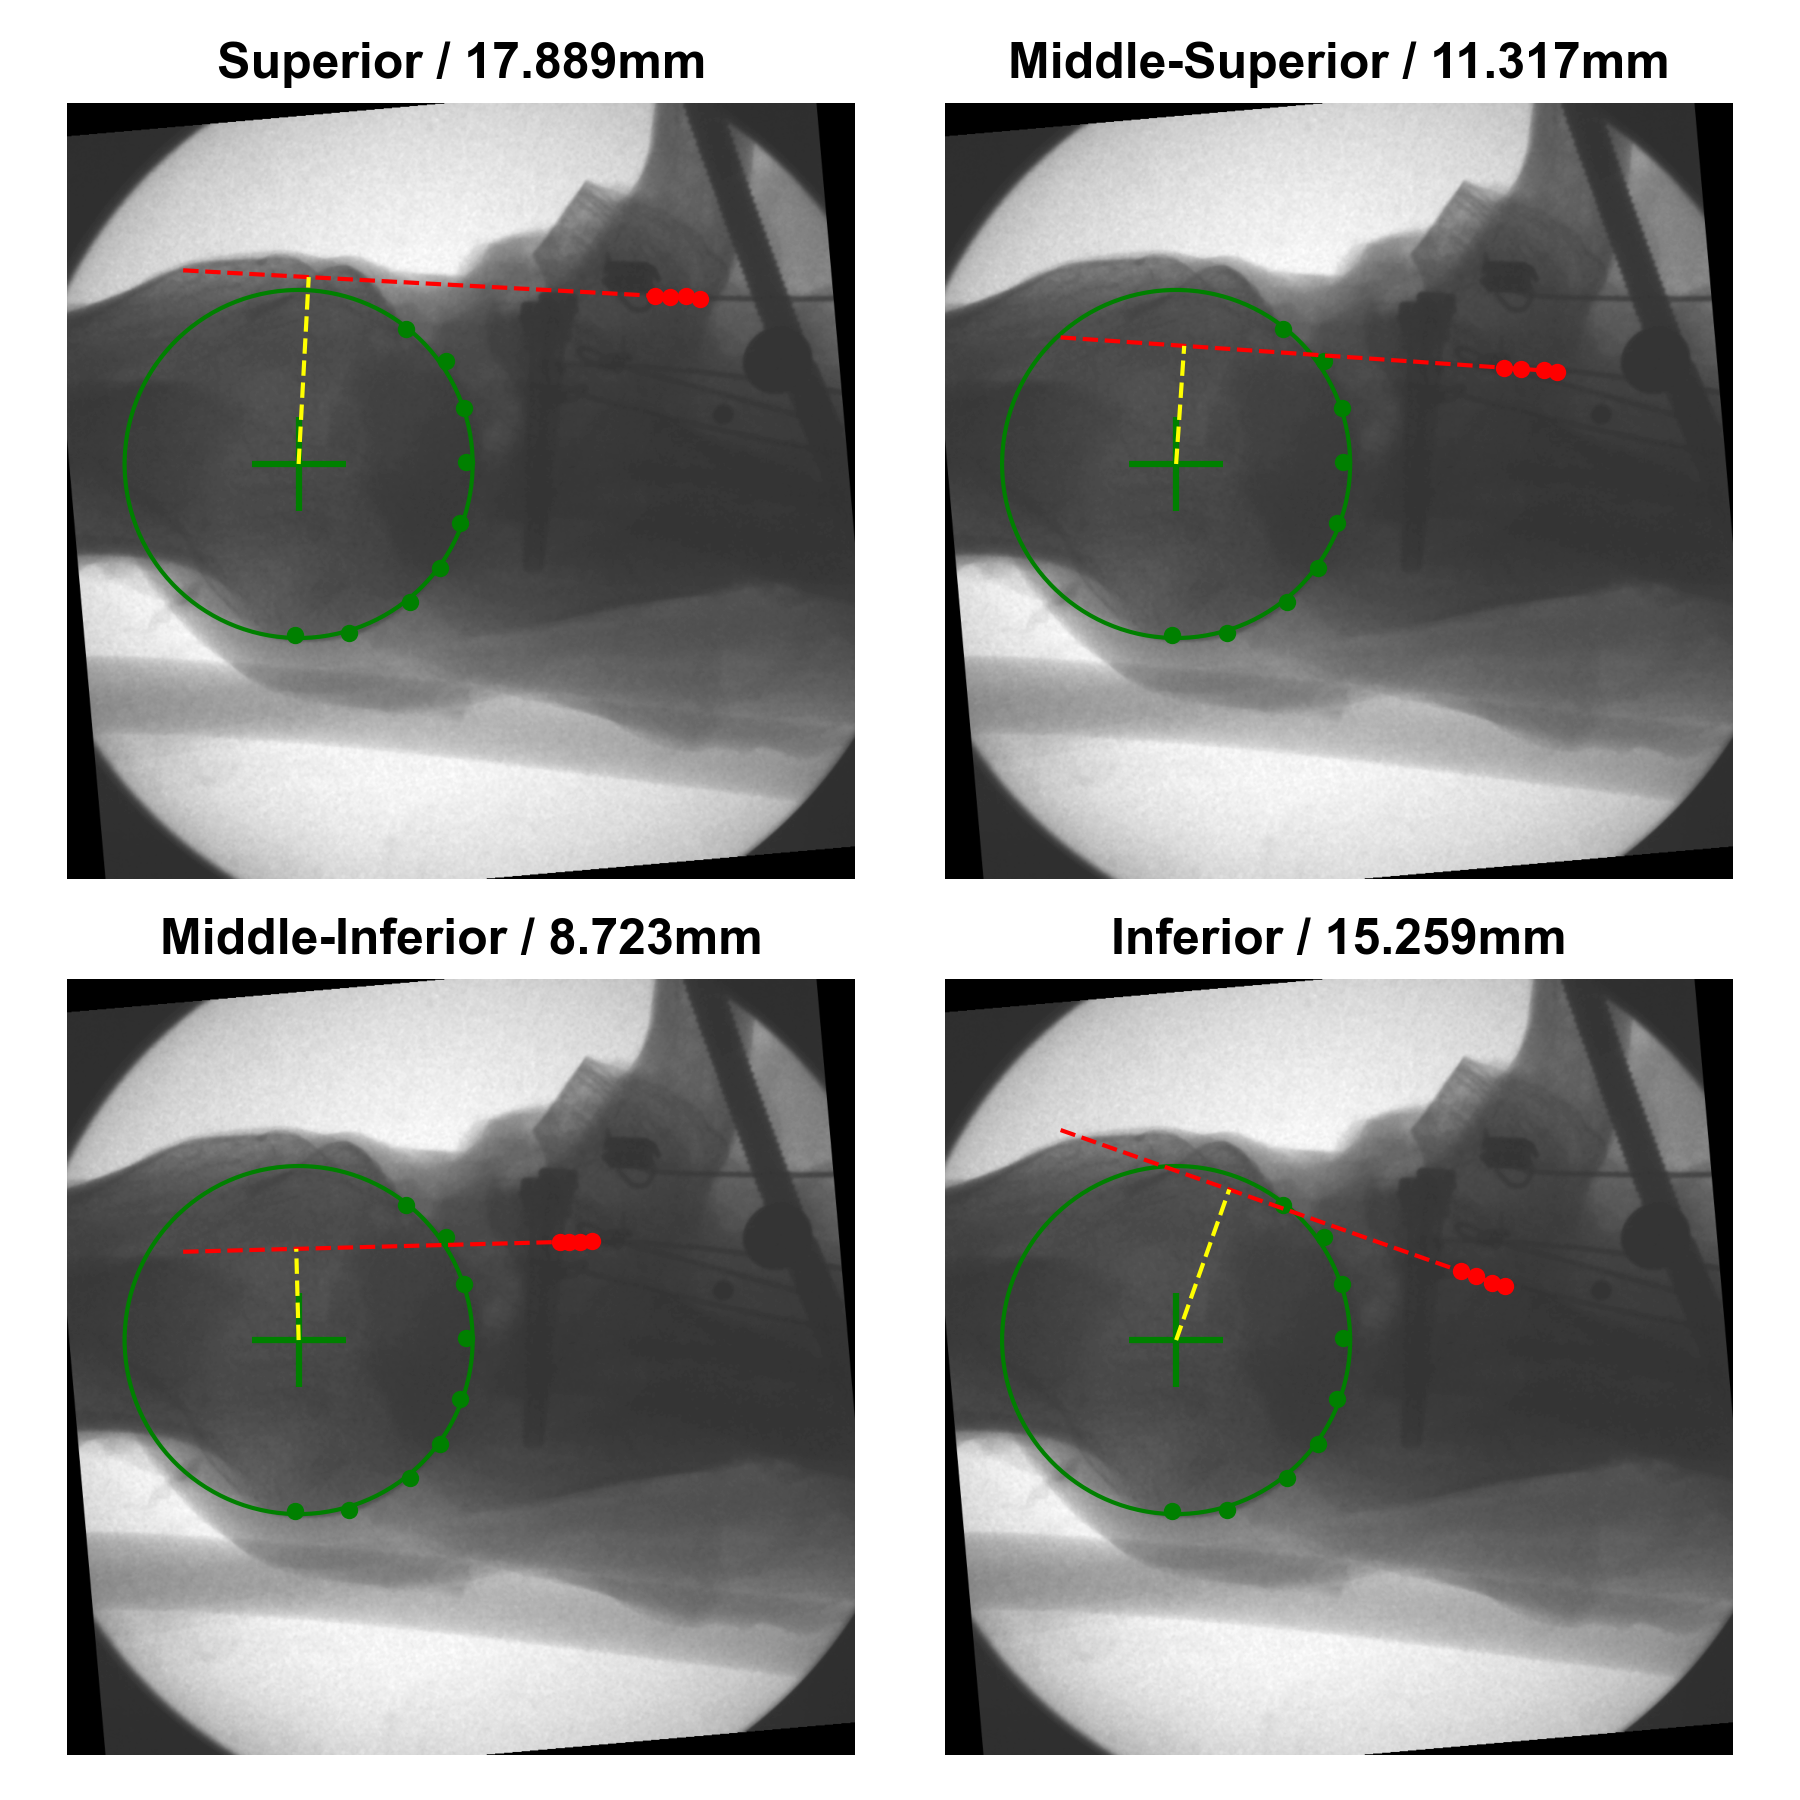 Superior / 17.889mm
Middle-Superior / 11.317mm
Middle-Inferior / 8.723mm
Inferior / 15.259mm